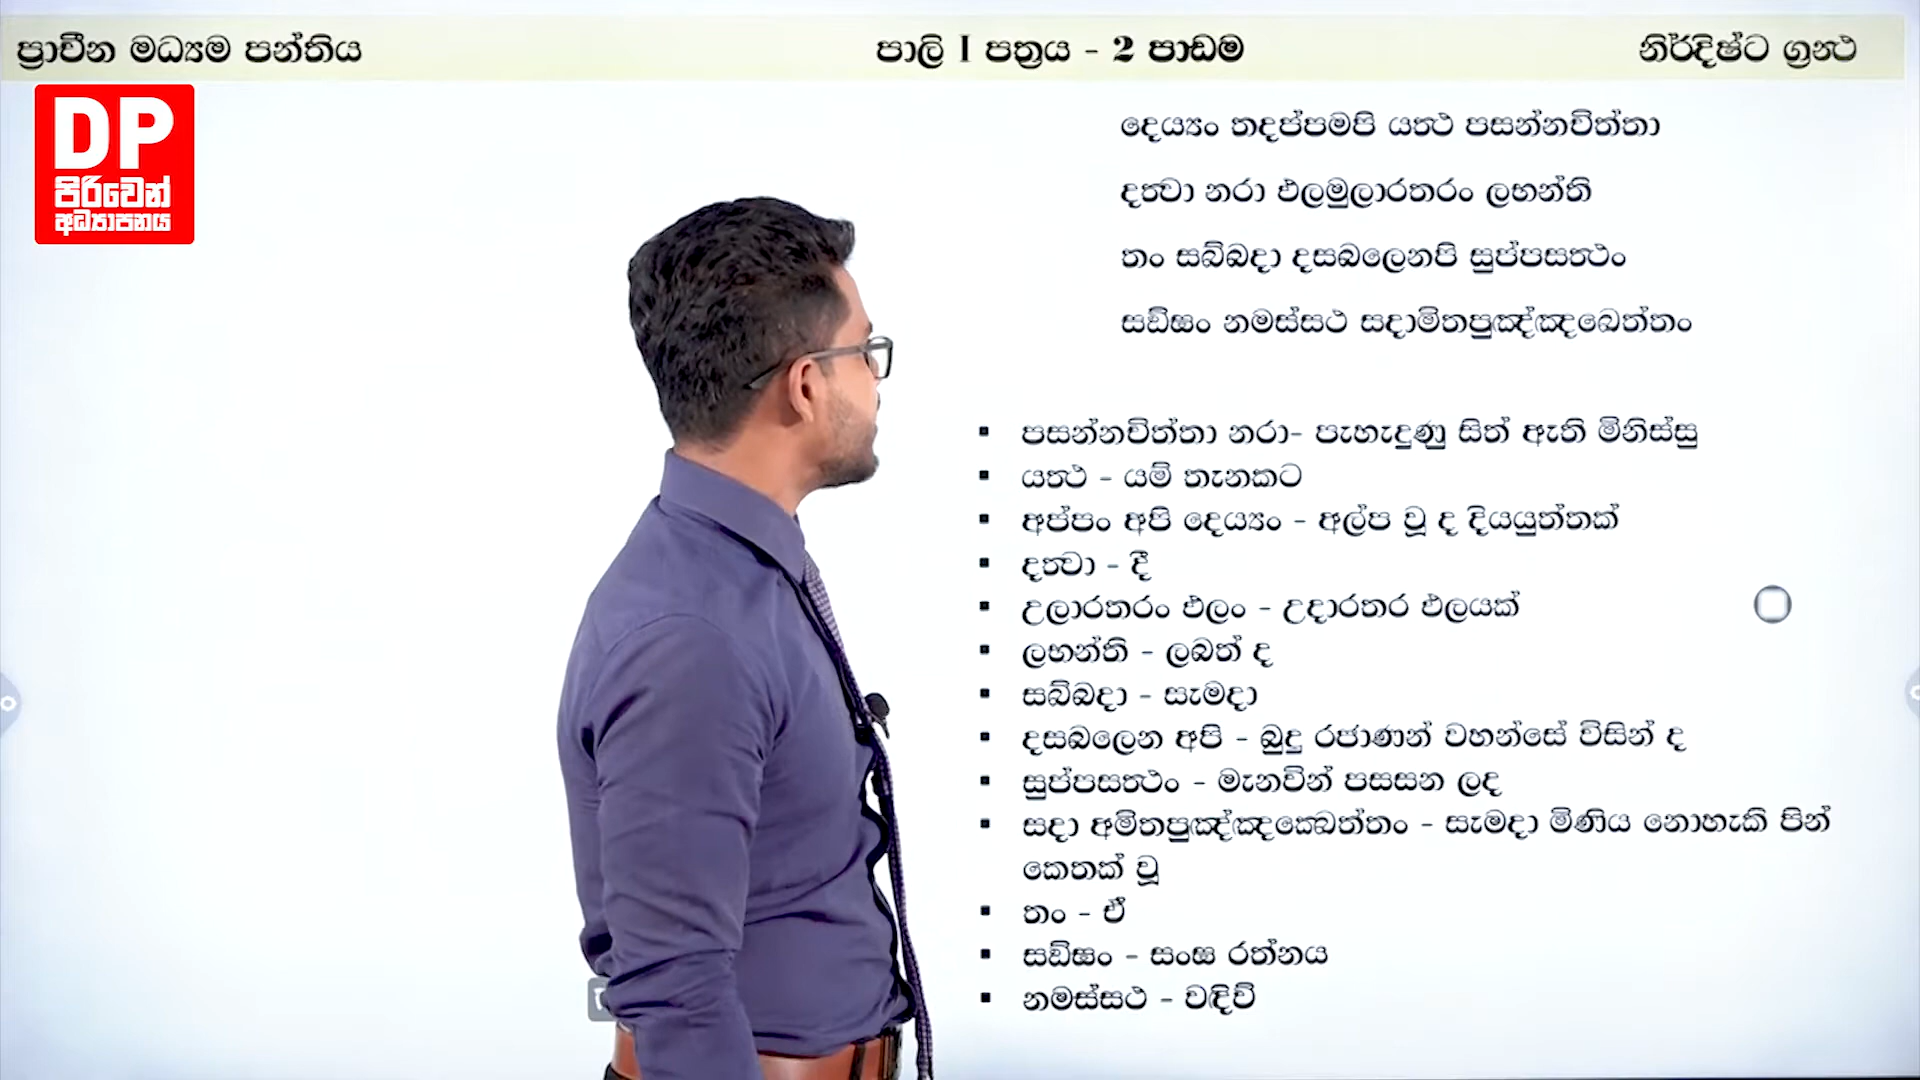 ප්‍රාචීන මධ්‍යම පන්තිය
පාලි I පත්‍රය - 2 පාඩම
නිර්දිෂ්ට ග්‍රන්ථ
DP
පිරිවෙන්
අධ්‍යාපනය
දෙය්‍යං තදප්පමපි යත්‍ථ පසන්නචිත්තා
දත්‍වා නරා ඵලමුලාරතරං ලභන්ති
තං සබ්බදා දසබලෙනපි සුප්පසත්‍ථං
සඞ්ඝං නමස්සථ සදාමිතපුඤ්ඤඛෙත්තං
▪ පසන්නචිත්තා නරා- පැහැදුණු සිත් ඇති මිනිස්සු
▪ යත්‍ථ - යම් තැනකට
▪ අප්පං අපි දෙය්‍යං - අල්ප වූ ද දියයුත්තක්
▪ දත්‍වා - දී
▪ උලාරතරං ඵලං - උදාරතර ඵලයක්
▪ ලභන්ති - ලබත් ද
▪ සබ්බදා - සැමදා
▪ දසබලෙන අපි - බුදු රජාණන් වහන්සේ විසින් ද
▪ සුප්පසත්‍ථං - මැනවින් පසසන ලද
▪ සදා අමිතපුඤ්ඤක්‍ඛෙත්තං - සැමදා මිණිය නොහැකි පින්
කෙතක් වූ
▪ තං - ඒ
▪ සඞ්ඝං - සංඝ රත්නය
▪ නමස්සථ - වඳිව්